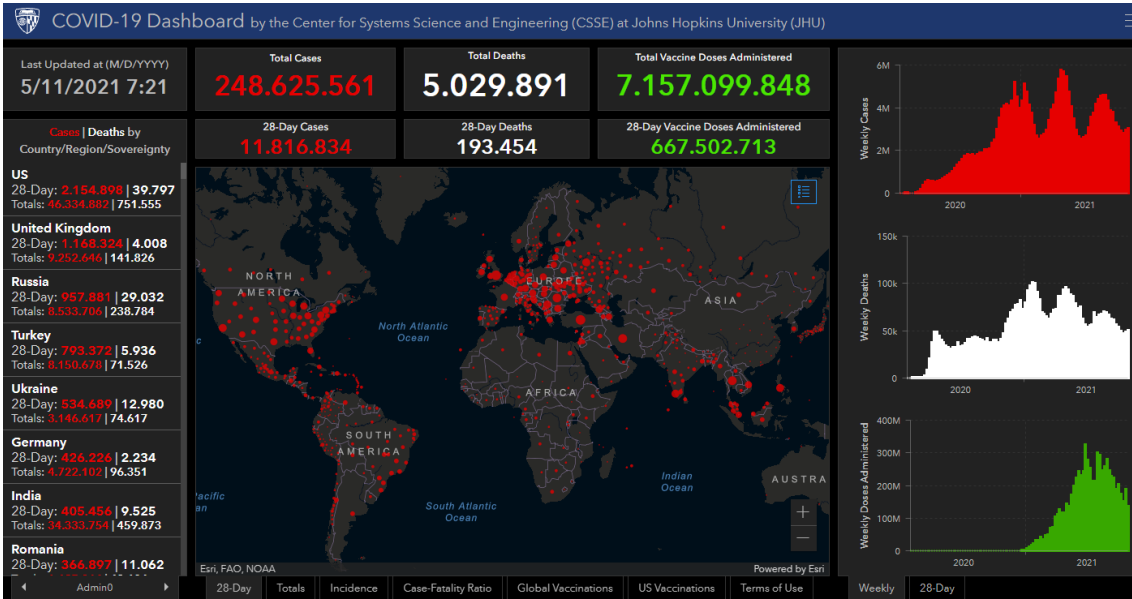 COVID-19 Dashboard by the Center for Systems Science and Engineering (CSSE) at Johns Hopkins University (JHU)
Last Updated at (M/D/YYYY)
5/11/2021 7:21
Total Cases
248.625.561
Total Deaths
5.029.891
Total Vaccine Doses Administered
7.157.099.848
28-Day Cases
11.816.834
28-Day Deaths
193.454
28-Day Vaccine Doses Administered
667.502.713
Cases | Deaths by
Country/Region/Sovereignty
US
28-Day: 2.154.898 | 39.797
Totals: 46.334.882 | 751.555
United Kingdom
28-Day: 1.168.324 | 4.008
Totals: 9.252.646 | 141.826
Russia
28-Day: 957.881 | 29.032
Totals: 8.533.706 | 238.784
Turkey
28-Day: 793.372 | 5.936
Totals: 8.150.678 | 71.526
Ukraine
28-Day: 534.689 | 12.980
Totals: 3.146.617 | 74.617
Germany
28-Day: 426.226 | 2.234
Totals: 4.722.102 | 96.351
India
28-Day: 405.456 | 9.525
Totals: 34.333.754 | 459.873
Romania
28-Day: 366.897 | 11.062
Admin0
NORTH
AMERICA
EUROPE
ASIA
North Atlantic
Ocean
AFRICA
SOUTH
AMERICA
Indian
Ocean
AUSTRA
South Atlantic
Ocean
Esri, FAO, NOAA
Powered by Esri
28-Day
Totals
Incidence
Case-Fatality Ratio
Global Vaccinations
US Vaccinations
Terms of Use
Weekly Cases
6M
4M
2M
0
2020
2021
Weekly Deaths
150k
100k
50k
0
2020
2021
Weekly Doses Administered
400M
300M
200M
100M
0
2020
2021
Weekly
28-Day